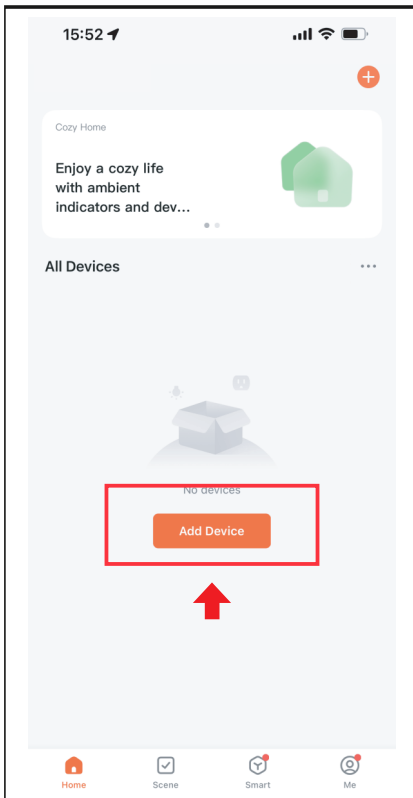 15:52
Cozy Home
Enjoy a cozy life
with ambient
indicators and dev...
All Devices
No devices
Add Device
Home Scene Smart Me